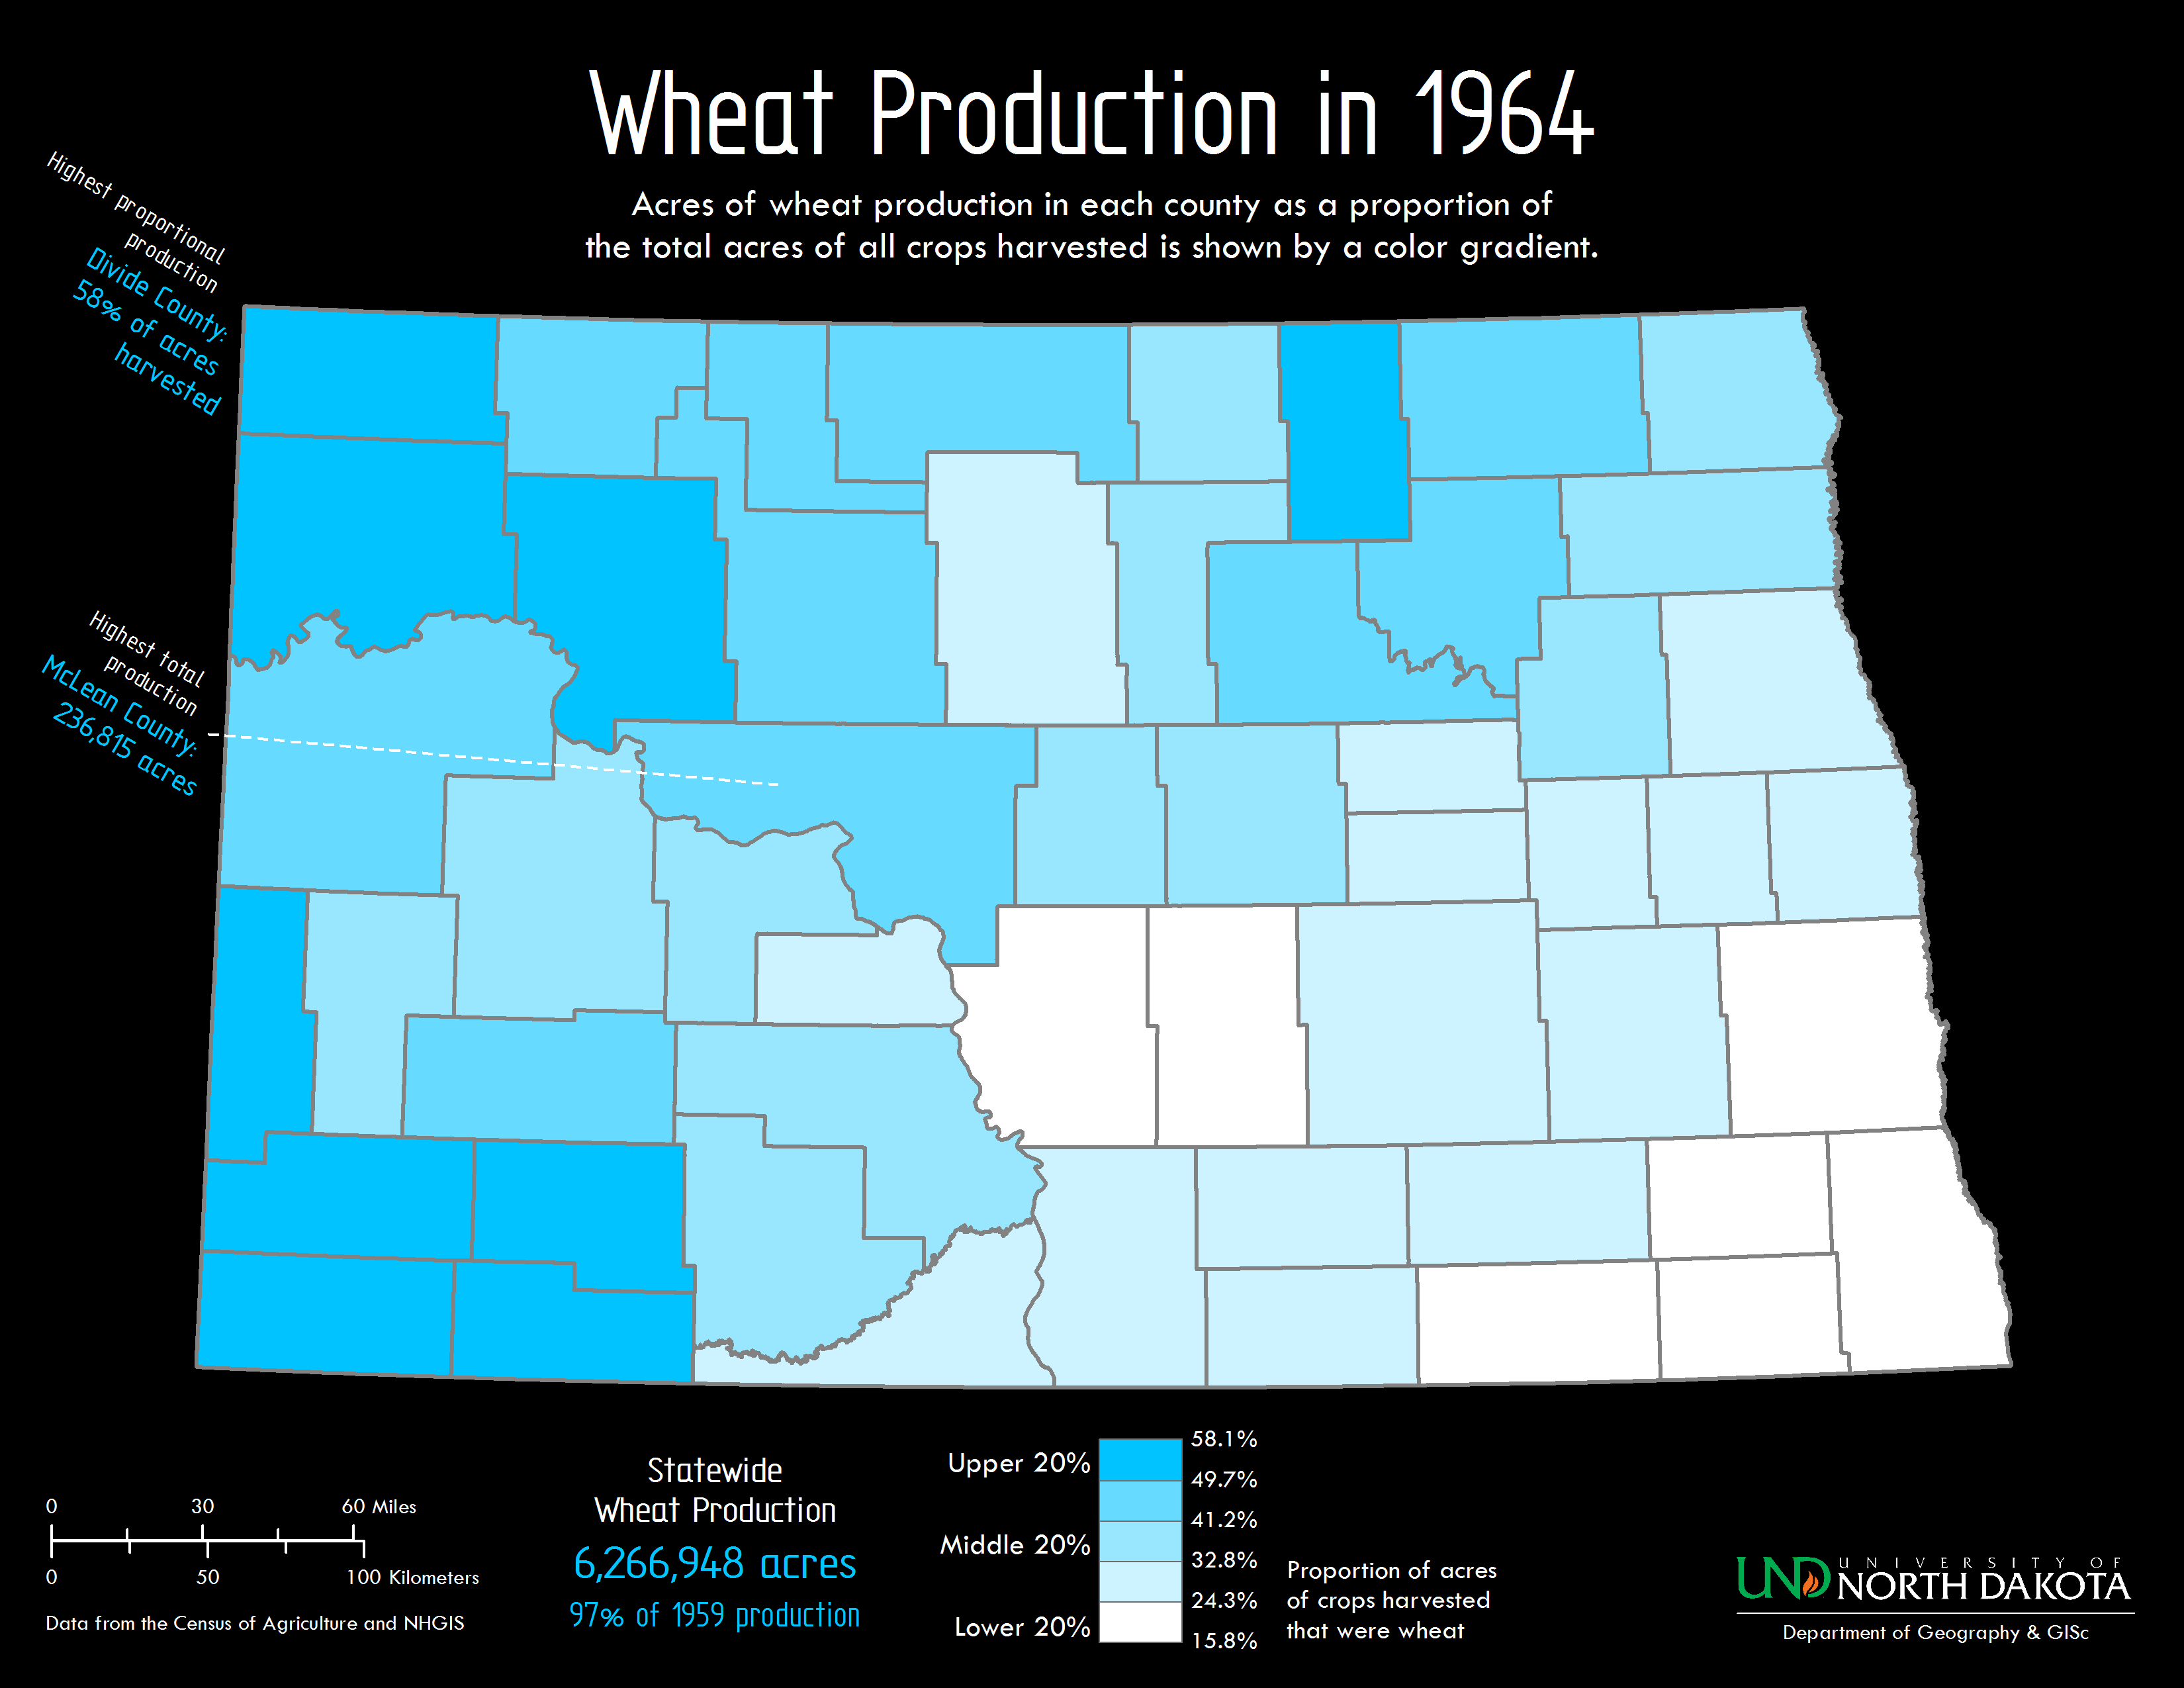 Wheat Production in 1964
Acres of wheat production in each county as a proportion of
the total acres of all crops harvested is shown by a color gradient.
Highest proportional
production
Divide County:
58% of acres
harvested
Highest total
production
McLean County:
236,815 acres
0 30 60 Miles
0 50 100 Kilometers
Data from the Census of Agriculture and NHGIS
Statewide
Wheat Production
6,266,948 acres
97% of 1959 production
Upper 20%
Middle 20%
Lower 20%
58.1%
49.7%
41.2%
32.8%
24.3%
15.8%
Proportion of acres
of crops harvested
that were wheat
UND
UNIVERSITY OF
NORTH DAKOTA
Department of Geography & GISc